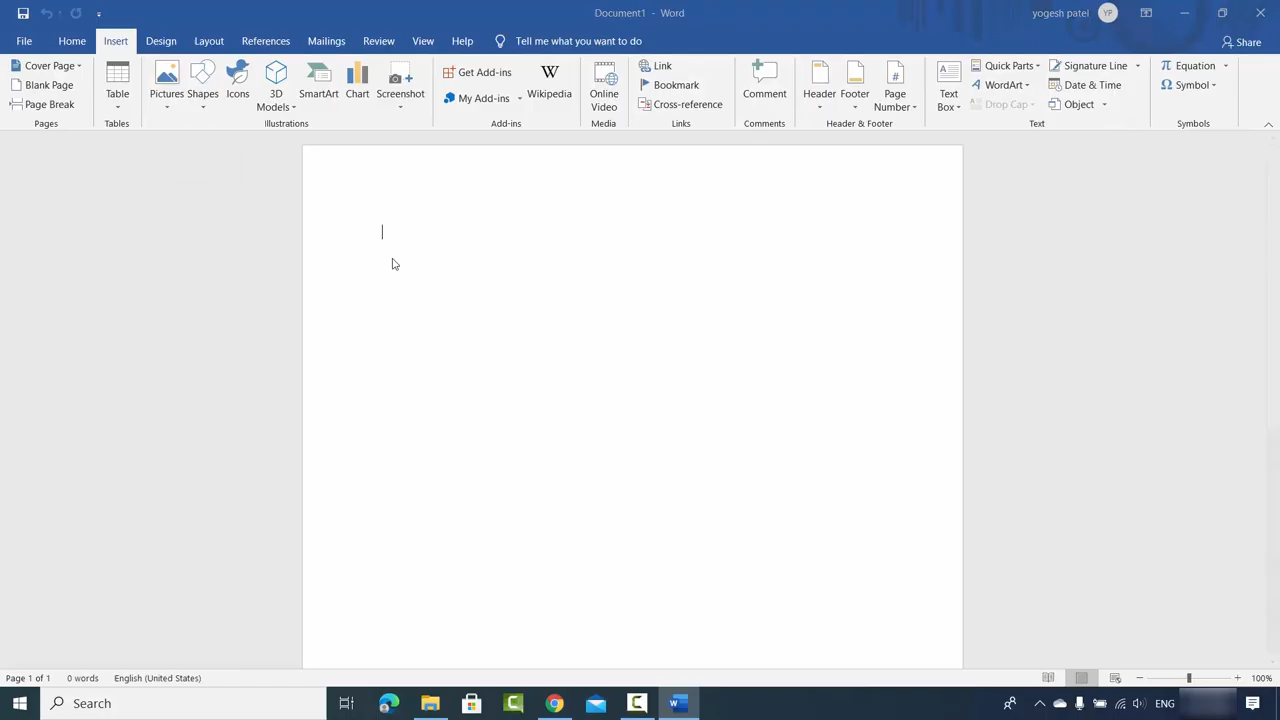 Document1 - Word
yogesh patel YP
File Home Insert Design Layout References Mailings Review View Help Tell me what you want to do Share
Cover Page
Blank Page
Page Break
Pages
Table
Tables
Pictures
Shapes
Icons
3D
Models
SmartArt
Chart
Screenshot
Illustrations
Get Add-ins
My Add-ins
W
Wikipedia
Add-ins
Online
Video
Media
Link
Bookmark
Cross-reference
Links
Comment
Comments
Header
Footer
Page
Number
Header & Footer
Text
Box
Quick Parts
WordArt
Drop Cap
Signature Line
Date & Time
Object
Text
Equation
Symbol
Symbols
Page 1 of 1 0 words English (United States) 100%
Search ENG